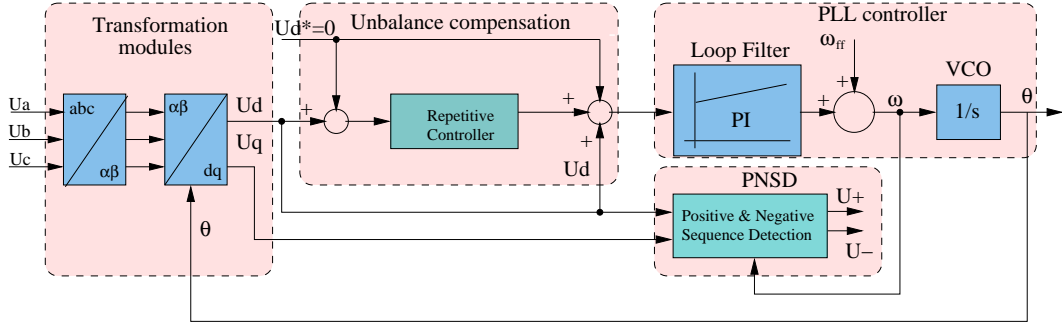 Transformation
modules
Unbalance compensation
PLL controller
Ud*=0
Loop Filter
ωff
VCO
Ua
Ub
Uc
abc
αβ
αβ
dq
Ud
Uq
+
Repetitive
Controller
+
+
Ud
PI
+
+
ω
1/s
θ
θ
PNSD
Positive & Negative
Sequence Detection
U+
U−